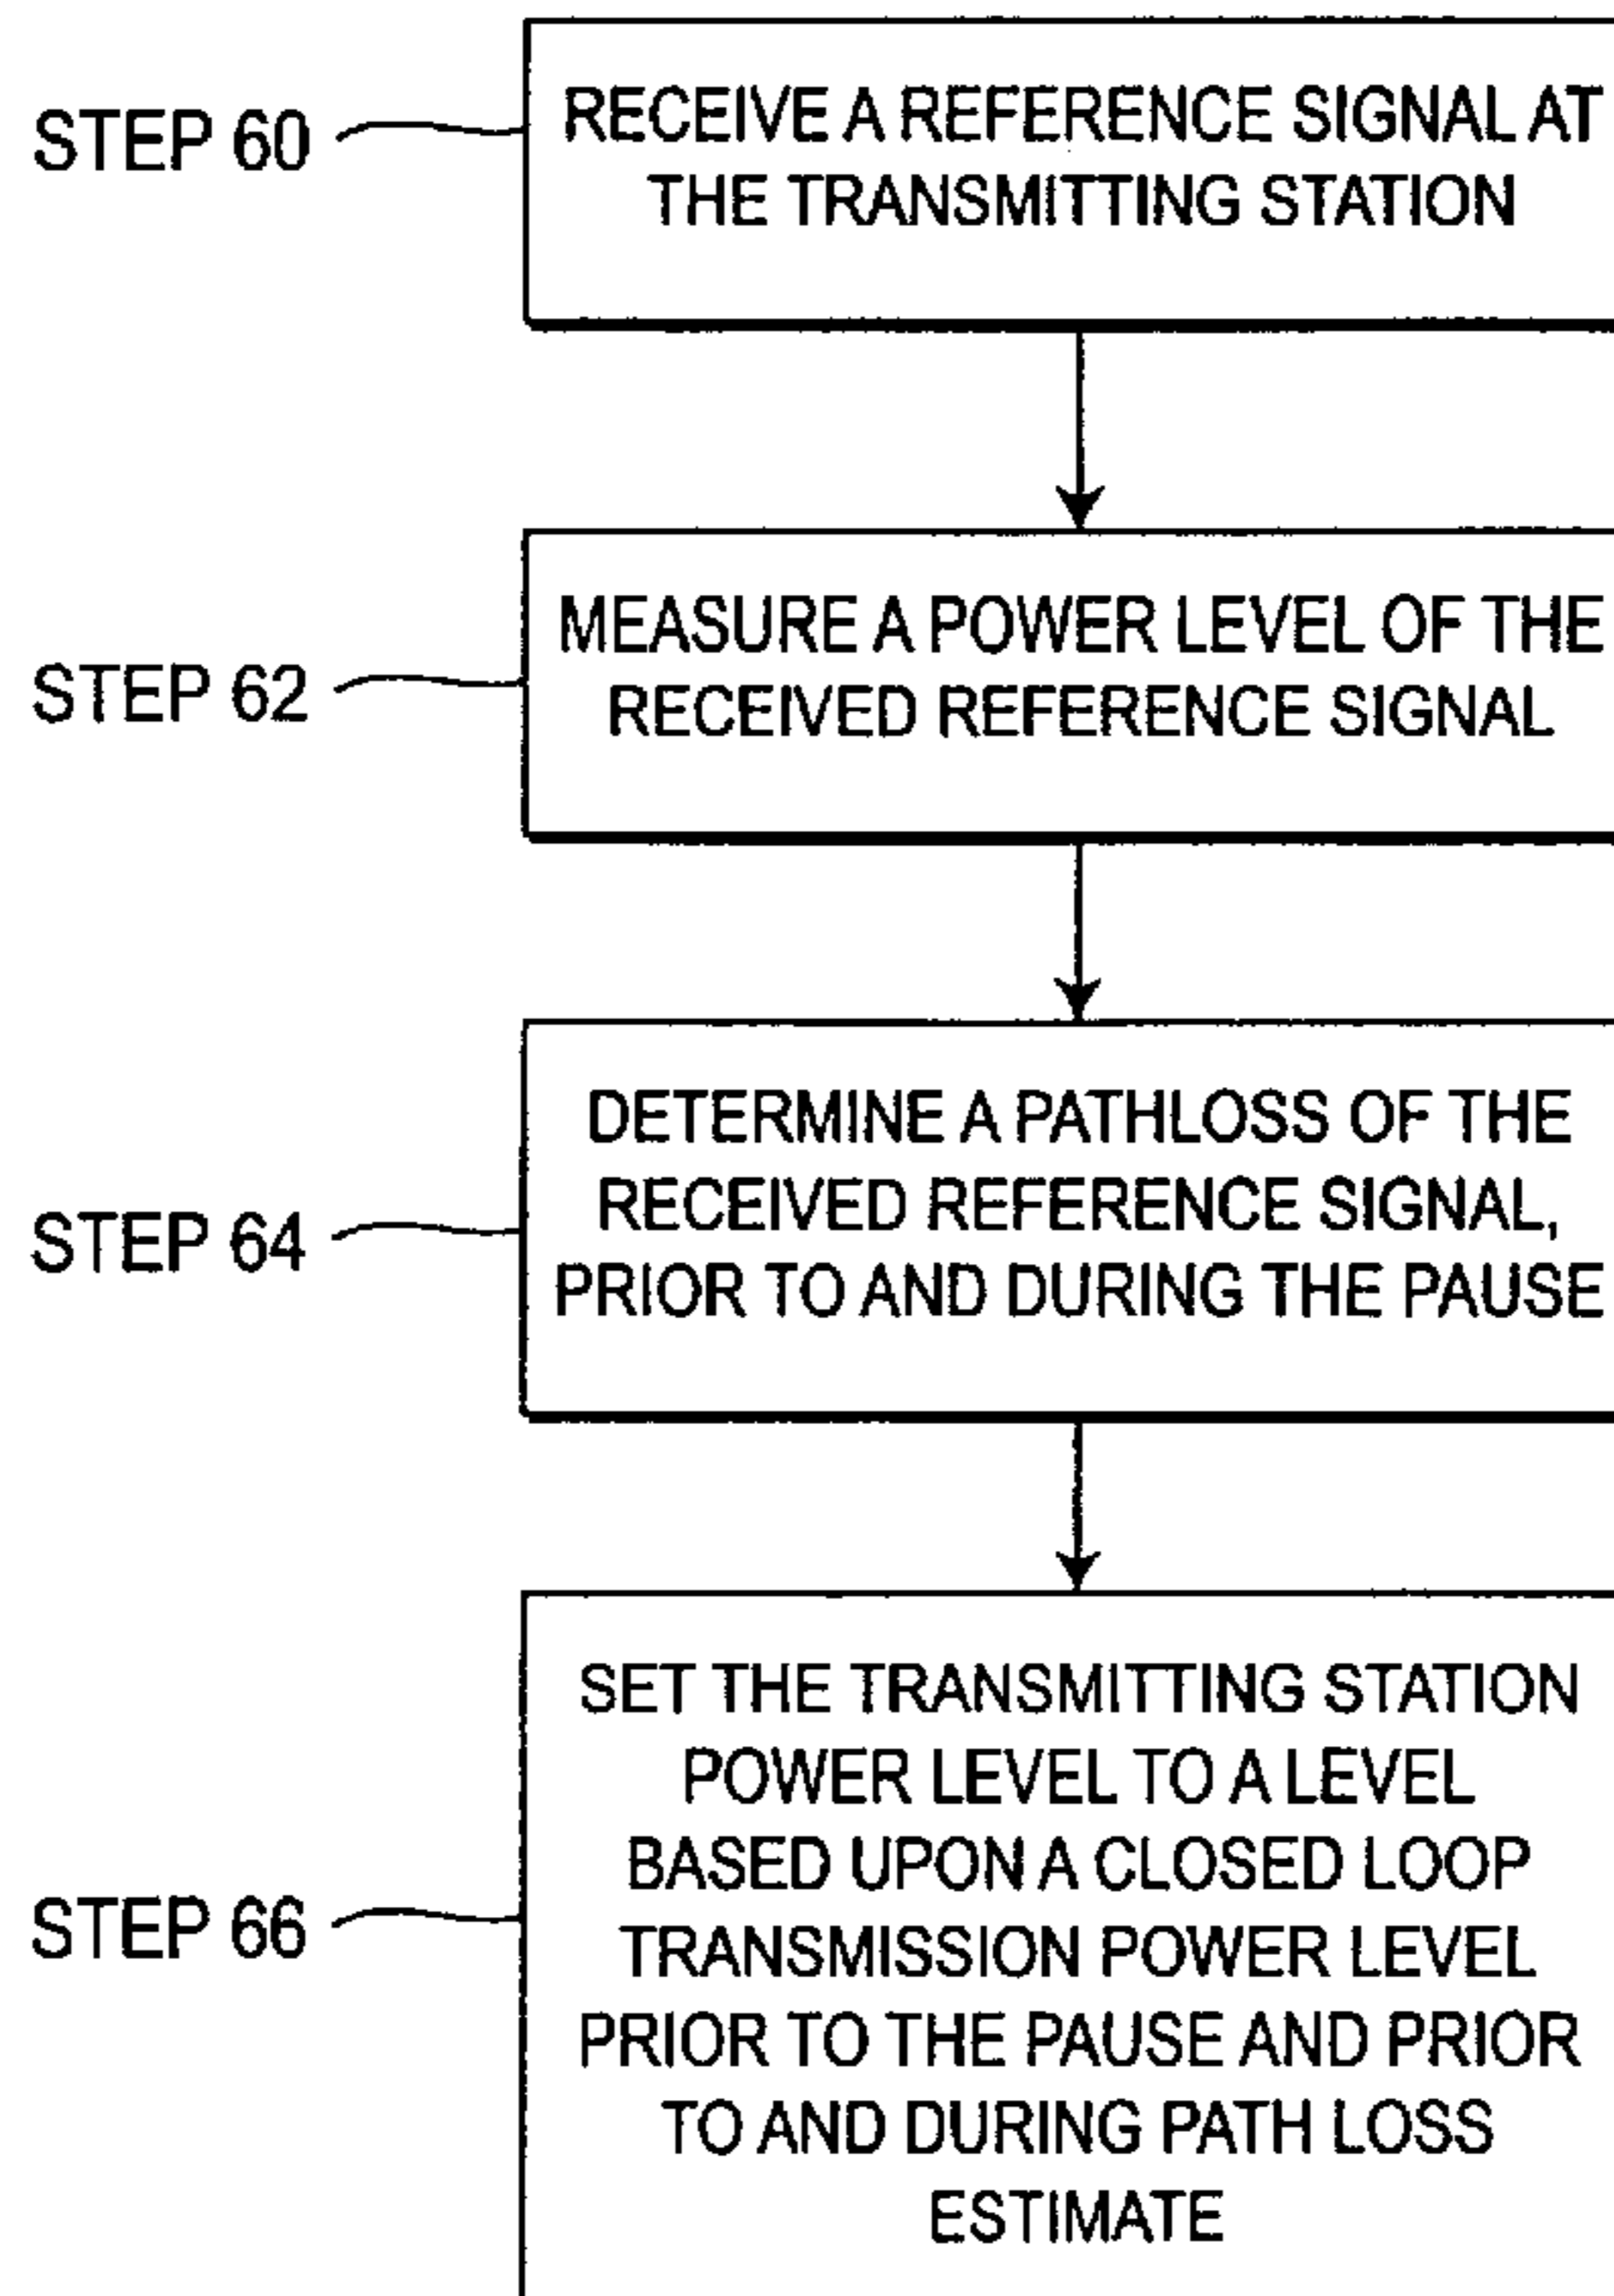 STEP 60
RECEIVE A REFERENCE SIGNAL AT
THE TRANSMITTING STATION
STEP 62
MEASURE A POWER LEVEL OF THE
RECEIVED REFERENCE SIGNAL
STEP 64
DETERMINE A PATHLOSS OF THE
RECEIVED REFERENCE SIGNAL,
PRIOR TO AND DURING THE PAUSE
STEP 66
SET THE TRANSMITTING STATION
POWER LEVEL TO A LEVEL
BASED UPON A CLOSED LOOP
TRANSMISSION POWER LEVEL
PRIOR TO THE PAUSE AND PRIOR
TO AND DURING PATH LOSS
ESTIMATE